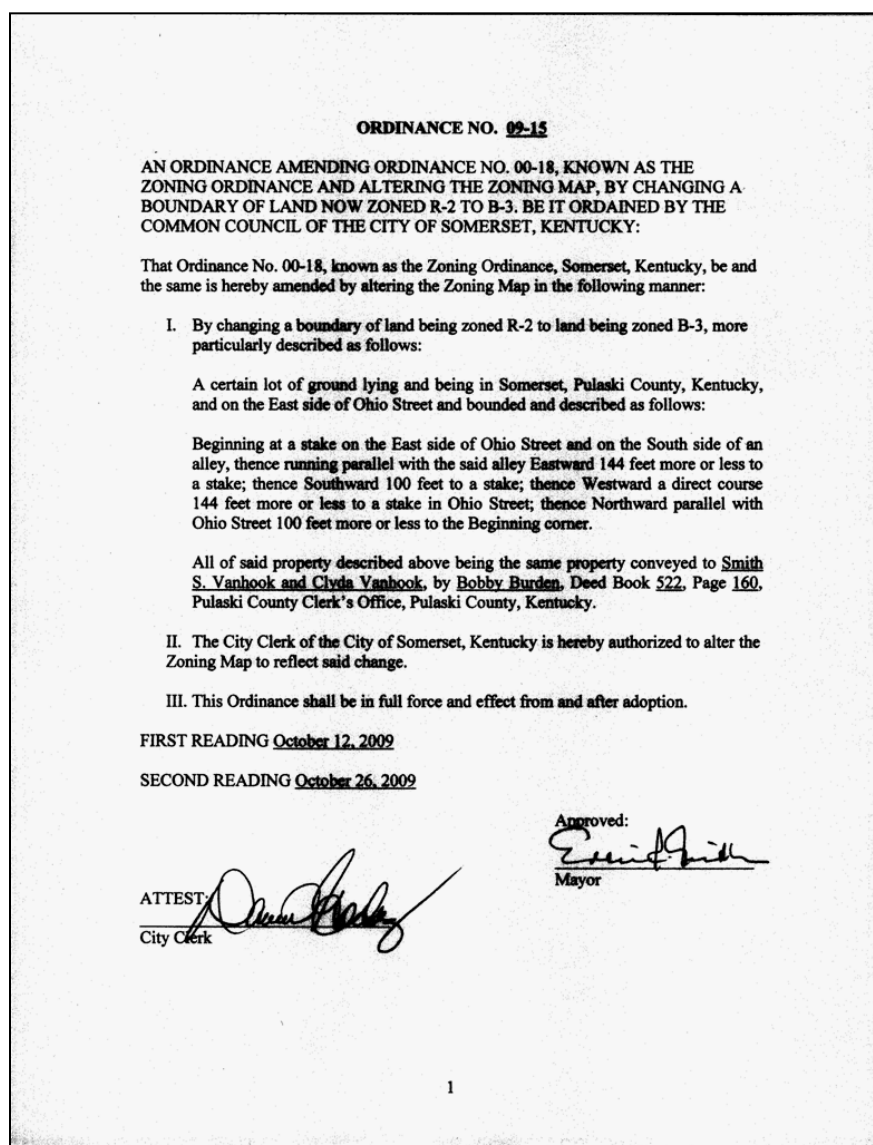 ORDINANCE NO. 09-15
AN ORDINANCE AMENDING ORDINANCE NO. 00-18, KNOWN AS THE
ZONING ORDINANCE AND ALTERING THE ZONING MAP, BY CHANGING A
BOUNDARY OF LAND NOW ZONED R-2 TO B-3. BE IT ORDAINED BY THE
COMMON COUNCIL OF THE CITY OF SOMERSET, KENTUCKY:
That Ordinance No. 00-18, known as the Zoning Ordinance, Somerset, Kentucky, be and
the same is hereby amended by altering the Zoning Map in the following manner:
I. By changing a boundary of land being zoned R-2 to land being zoned B-3, more
particularly described as follows:
A certain lot of ground lying and being in Somerset, Pulaski County, Kentucky,
and on the East side of Ohio Street and bounded and described as follows:
Beginning at a stake on the East side of Ohio Street and on the South side of an
alley, thence running parallel with the said alley Eastward 144 feet more or less to
a stake; thence Southward 100 feet to a stake; thence Westward a direct course
144 feet more or less to a stake in Ohio Street; thence Northward parallel with
Ohio Street 100 feet more or less to the Beginning corner.
All of said property described above being the same property conveyed to Smith
S. Vanhook and Clyda Vanhook, by Bobby Burden, Deed Book 522, Page 160,
Pulaski County Clerk's Office, Pulaski County, Kentucky.
II. The City Clerk of the City of Somerset, Kentucky is hereby authorized to alter the
Zoning Map to reflect said change.
III. This Ordinance shall be in full force and effect from and after adoption.
FIRST READING October 12, 2009
SECOND READING October 26, 2009
Approved:
Mayor
ATTEST:
City Clerk
1